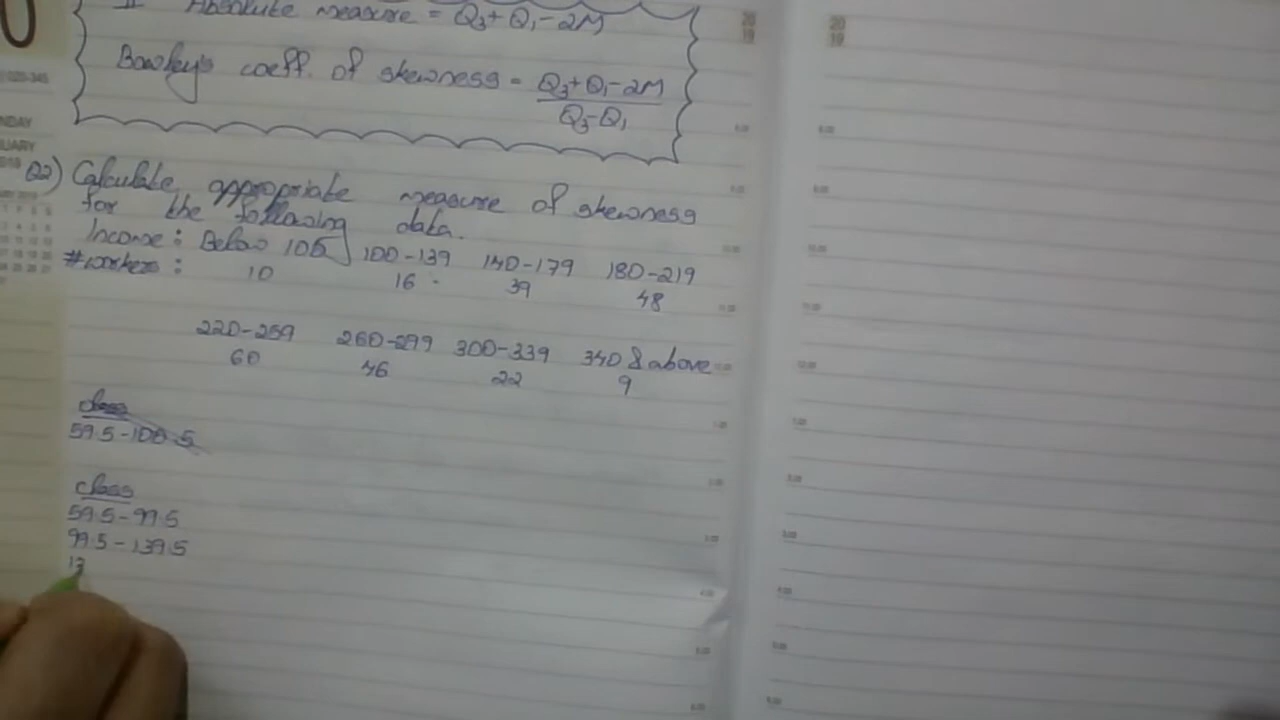 II Absolute measure = Q3+Q1-2M
Bowley's coeff. of skewness = Q3+Q1-2M
Q3-Q1
Q2) Calculate appropriate measure of skewness
for the following data.
Income : Below 100 100-139 140-179 180-219
#workers : 10 16 39 48
220-259 260-299 300-339 340 & above
60 46 22 9
class
59.5-100.5
class
59.5-99.5
99.5-139.5
13